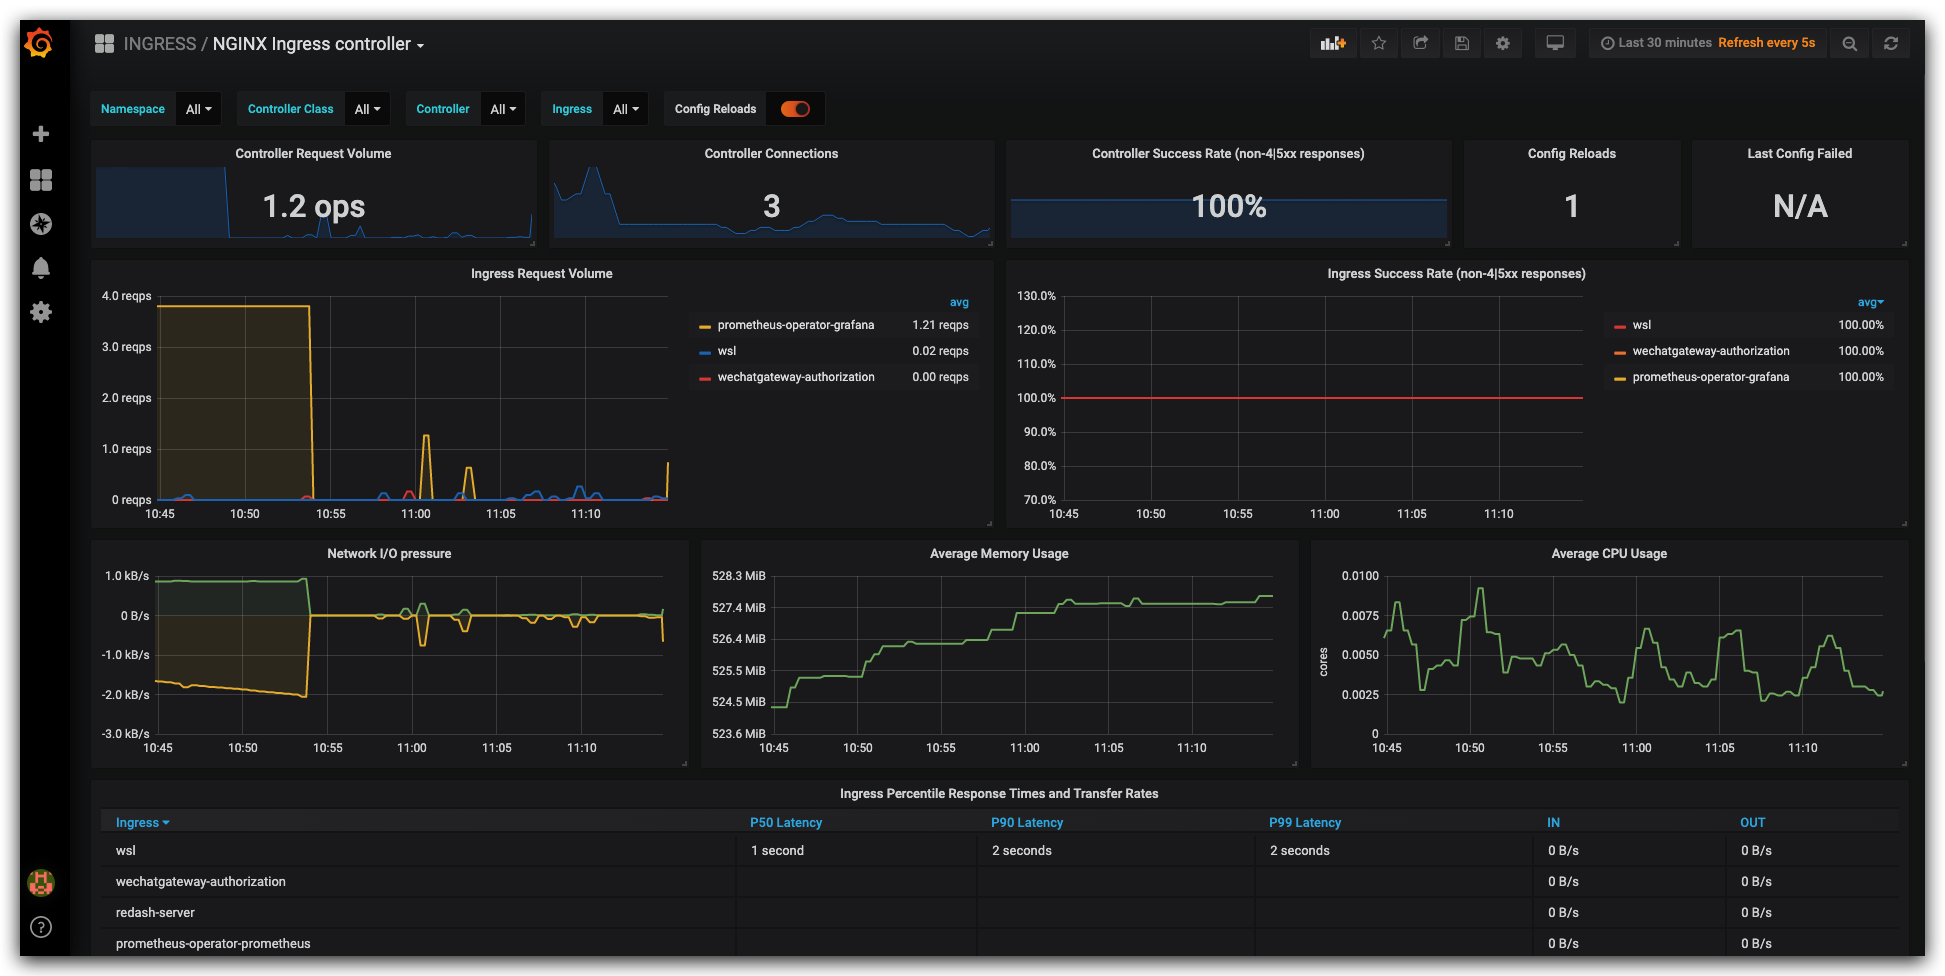 INGRESS / NGINX Ingress controller
Last 30 minutes Refresh every 5s
Namespace All Controller Class All Controller All Ingress All Config Reloads
Controller Request Volume
1.2 ops
Controller Connections
3
Controller Success Rate (non-4|5xx responses)
100%
Config Reloads
1
Last Config Failed
N/A
Ingress Request Volume
4.0 reqps
3.0 reqps
2.0 reqps
1.0 reqps
0 reqps
10:45 10:50 10:55 11:00 11:05 11:10
avg
prometheus-operator-grafana 1.21 reqps
wsl 0.02 reqps
wechatgateway-authorization 0.00 reqps
Ingress Success Rate (non-4|5xx responses)
130.0%
120.0%
110.0%
100.0%
90.0%
80.0%
70.0%
10:45 10:50 10:55 11:00 11:05 11:10
avg
wsl 100.00%
wechatgateway-authorization 100.00%
prometheus-operator-grafana 100.00%
Network I/O pressure
1.0 kB/s
0 B/s
-1.0 kB/s
-2.0 kB/s
-3.0 kB/s
10:45 10:50 10:55 11:00 11:05 11:10
Average Memory Usage
528.3 MiB
527.4 MiB
526.4 MiB
525.5 MiB
524.5 MiB
523.6 MiB
10:45 10:50 10:55 11:00 11:05 11:10
Average CPU Usage
cores
0.0100
0.0075
0.0050
0.0025
0
10:45 10:50 10:55 11:00 11:05 11:10
Ingress Percentile Response Times and Transfer Rates
Ingress P50 Latency P90 Latency P99 Latency IN OUT
wsl 1 second 2 seconds 2 seconds 0 B/s 0 B/s
wechatgateway-authorization 0 B/s 0 B/s
redash-server 0 B/s 0 B/s
prometheus-operator-prometheus 0 B/s 0 B/s